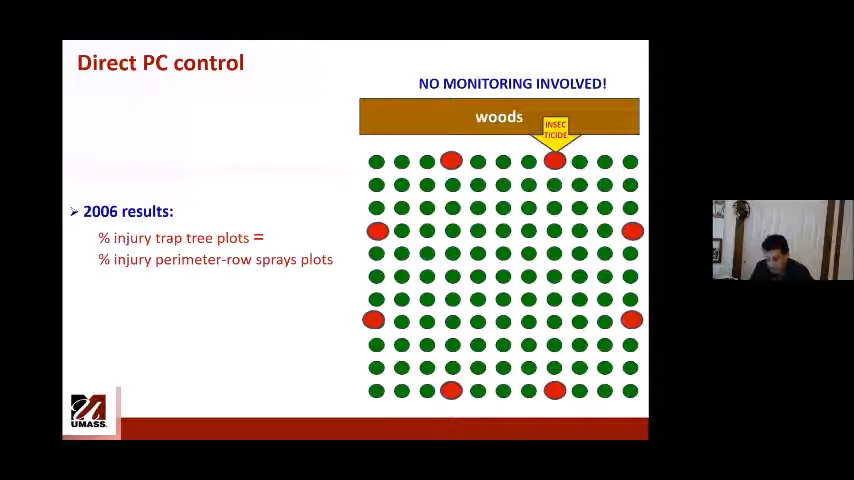 Direct PC control
NO MONITORING INVOLVED!
woods
INSEC
TICIDE
➢ 2006 results:
% injury trap tree plots =
% injury perimeter-row sprays plots
UMASS.